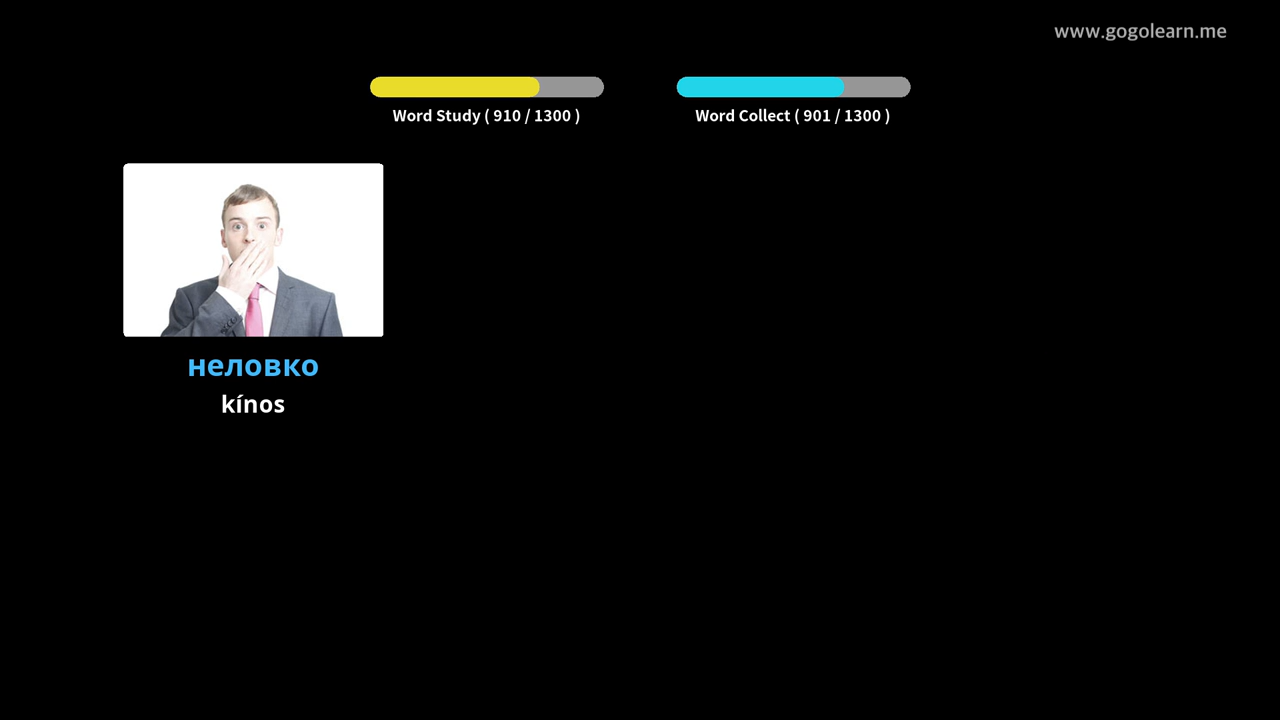 www.gogolearn.me
Word Study ( 910 / 1300 )
Word Collect ( 901 / 1300 )
неловко
kínos